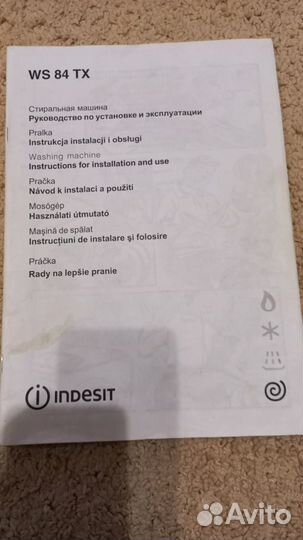 WS 84 TX
Стиральная машина
Руководство по установке и эксплуатации
Pralka
Instrukcja instalacji i obsługi
Washing machine
Instructions for installation and use
Pračka
Návod k instalaci a použití
Mosógép
Használati útmutató
Maşină de spălat
Instrucţiuni de instalare şi folosire
Práčka
Rady na lepšie pranie
INDESIT
Avito